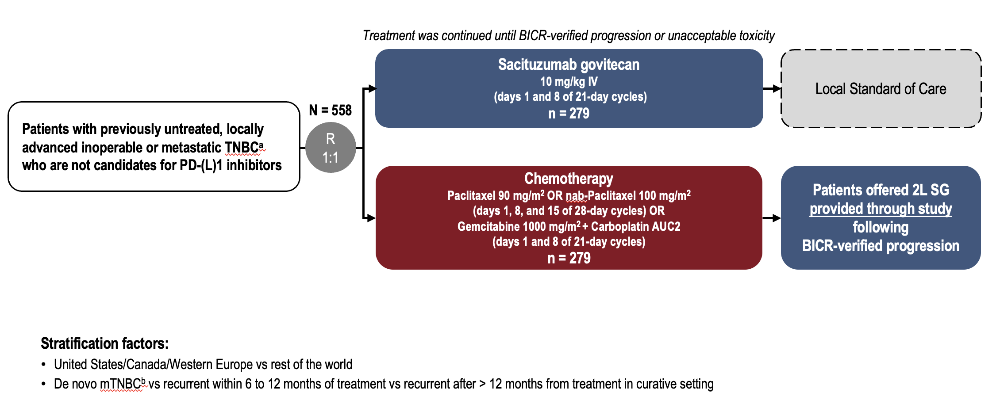 Treatment was continued until BICR-verified progression or unacceptable toxicity
Sacituzumab govitecan
10 mg/kg IV
(days 1 and 8 of 21-day cycles)
n = 279
Local Standard of Care
N = 558
R
1:1
Patients with previously untreated, locally
advanced inoperable or metastatic TNBCᵃ
who are not candidates for PD-(L)1 inhibitors
Chemotherapy
Paclitaxel 90 mg/m² OR nab-Paclitaxel 100 mg/m²
(days 1, 8, and 15 of 28-day cycles) OR
Gemcitabine 1000 mg/m² + Carboplatin AUC2
(days 1 and 8 of 21-day cycles)
n = 279
Patients offered 2L SG
provided through study
following
BICR-verified progression
Stratification factors:
• United States/Canada/Western Europe vs rest of the world
• De novo mTNBCᵇ vs recurrent within 6 to 12 months of treatment vs recurrent after > 12 months from treatment in curative setting